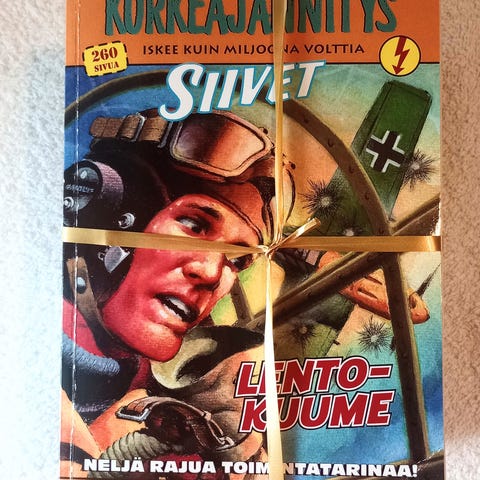 KORKEAJÄNNITYS
ISKEE KUIN MILJOONA VOLTTIA
260
SIVUA
SIIVET
LENTO-
KUUME
NELJÄ RAJUA TOIMINTATARINAA!